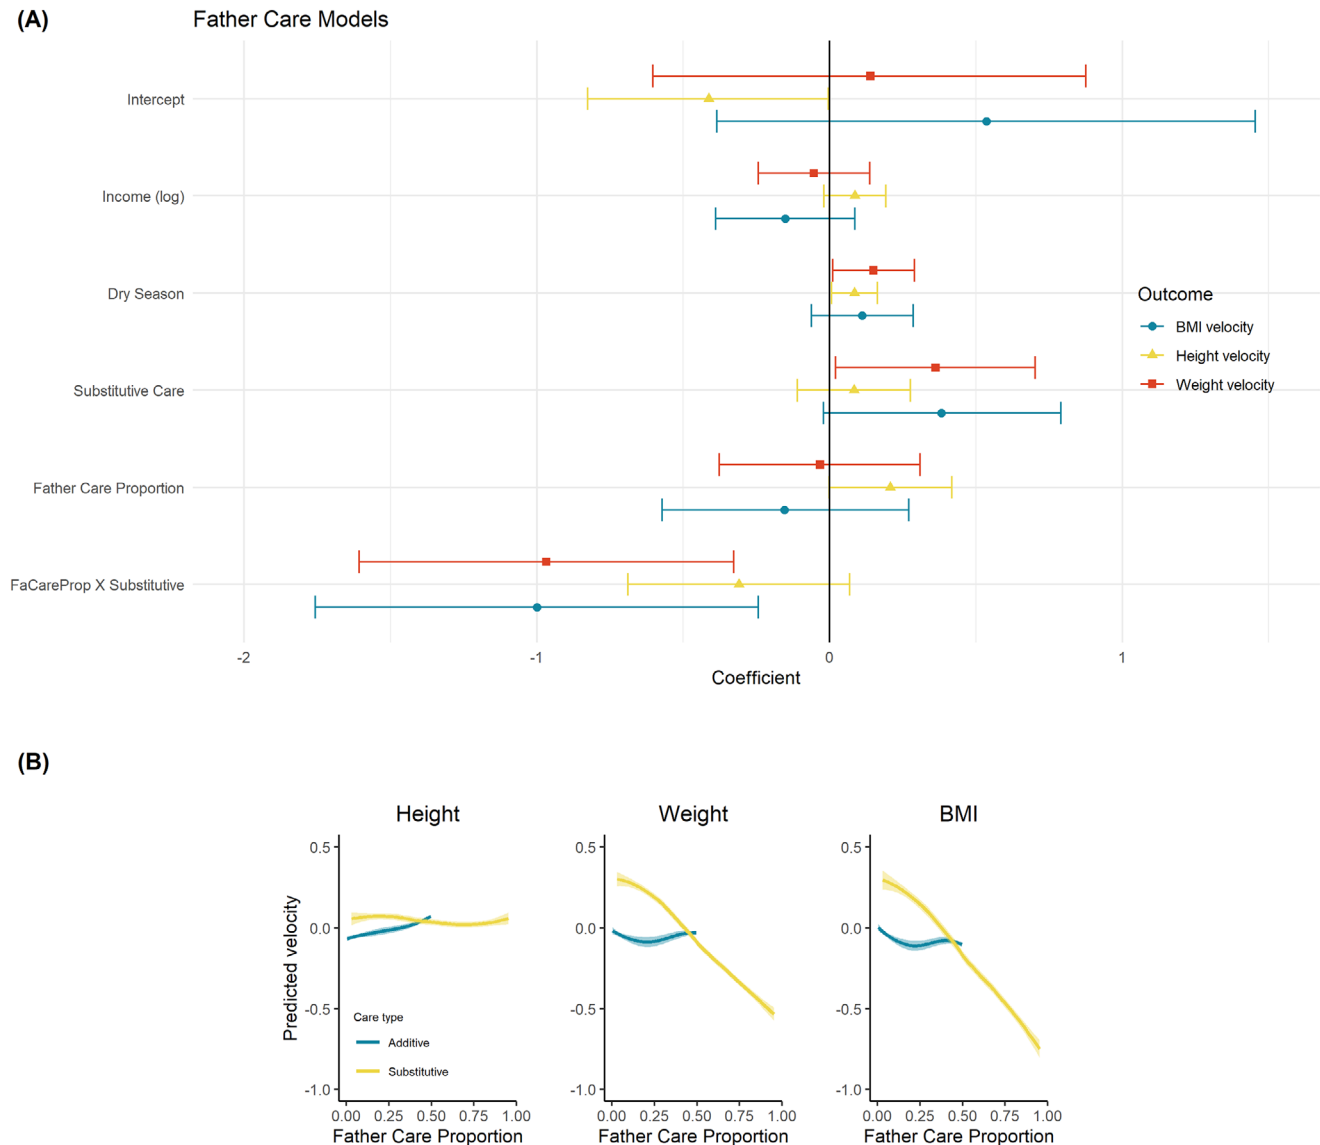 (A)
Father Care Models
Intercept
Income (log)
Dry Season
Substitutive Care
Father Care Proportion
FaCareProp X Substitutive
-2 -1 0 1
Coefficient
Outcome
BMI velocity
Height velocity
Weight velocity
(B)
Height
Weight
BMI
Predicted velocity
0.5
0.0
-0.5
-1.0
Care type
Additive
Substitutive
0.00 0.25 0.50 0.75 1.00
Father Care Proportion
0.5
0.0
-0.5
-1.0
0.00 0.25 0.50 0.75 1.00
Father Care Proportion
0.5
0.0
-0.5
-1.0
0.00 0.25 0.50 0.75 1.00
Father Care Proportion